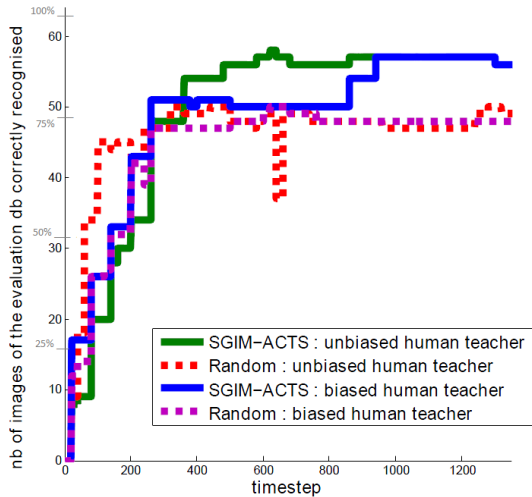 100%
60
50
75%
40
50%
30
20
25%
10
0
0 200 400 600 800 1000 1200
timestep
nb of images of the evaluation db correctly recognised
SGIM-ACTS : unbiased human teacher
Random : unbiased human teacher
SGIM-ACTS : biased human teacher
Random : biased human teacher